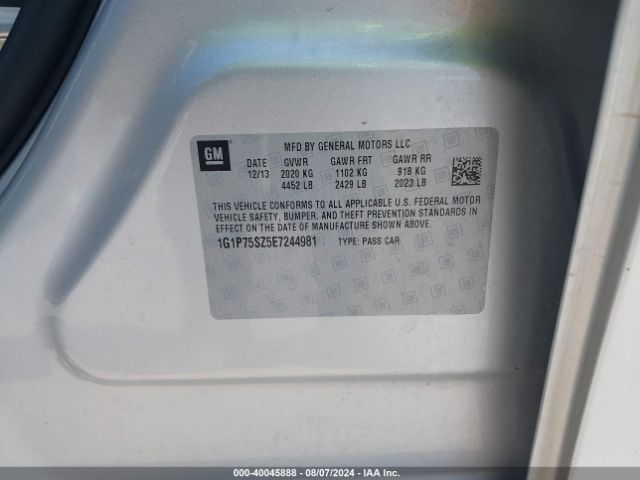 GM
MFD BY GENERAL MOTORS LLC
DATE GVWR GAWR FRT GAWR RR
12/13 2020 KG 1102 KG 918 KG
4452 LB 2429 LB 2023 LB
THIS VEHICLE CONFORMS TO ALL APPLICABLE U.S. FEDERAL MOTOR
VEHICLE SAFETY, BUMPER, AND THEFT PREVENTION STANDARDS IN
EFFECT ON THE DATE OF MANUFACTURE SHOWN ABOVE.
1G1P75SZ5E7244981 TYPE: PASS CAR
000-40045888 - 08/07/2024 - IAA Inc.